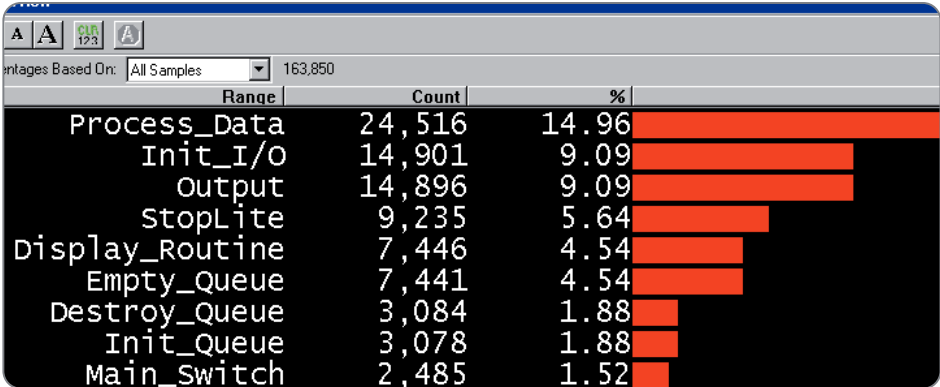 A A CLR 123 A
entages Based On: All Samples 163,850
Range Count %
Process_Data 24,516 14.96
Init_I/O 14,901 9.09
Output 14,896 9.09
StopLite 9,235 5.64
Display_Routine 7,446 4.54
Empty_Queue 7,441 4.54
Destroy_Queue 3,084 1.88
Init_Queue 3,078 1.88
Main_Switch 2,485 1.52